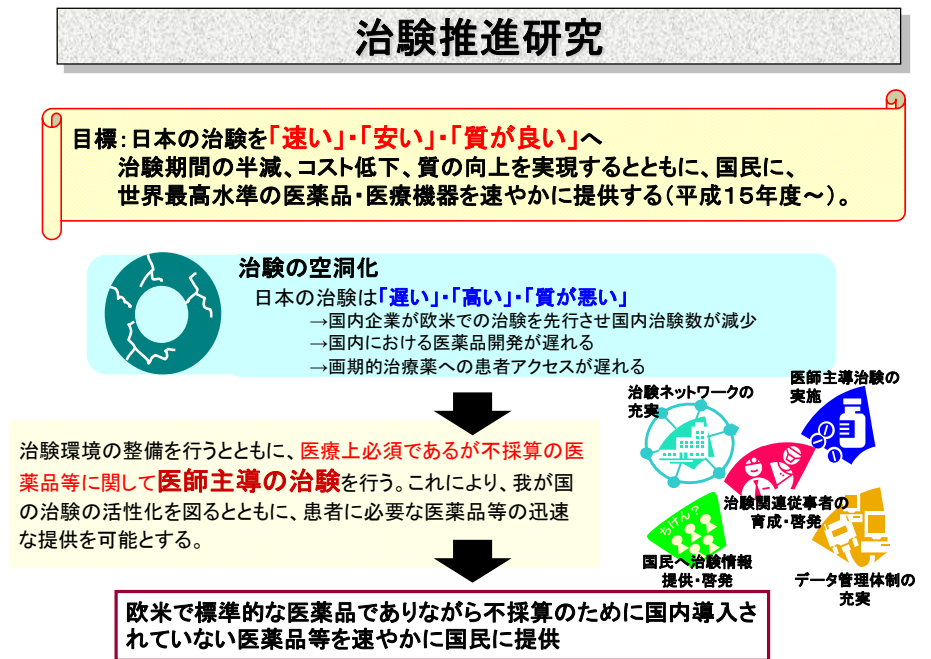 治験推進研究
目標：日本の治験を「速い」・「安い」・「質が良い」へ
治験期間の半減、コスト低下、質の向上を実現するとともに、国民に、
世界最高水準の医薬品・医療機器を速やかに提供する（平成１５年度～）。
治験の空洞化
日本の治験は「遅い」・「高い」・「質が悪い」
→国内企業が欧米での治験を先行させ国内治験数が減少
→国内における医薬品開発が遅れる
→画期的治療薬への患者アクセスが遅れる
治験環境の整備を行うとともに、医療上必須であるが不採算の医
薬品等に関して医師主導の治験を行う。これにより、我が国
の治験の活性化を図るとともに、患者に必要な医薬品等の迅速
な提供を可能とする。
治験ネットワークの
充実
医師主導治験の
実施
治験関連従事者の
育成・啓発
ちけん？
国民へ治験情報
提供・啓発
データ管理体制の
充実
欧米で標準的な医薬品でありながら不採算のために国内導入さ
れていない医薬品等を速やかに国民に提供